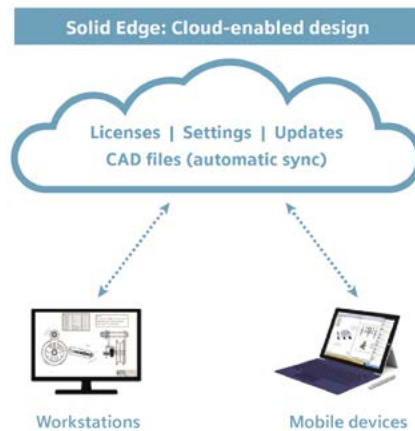 Solid Edge: Cloud-enabled design
Licenses | Settings | Updates
CAD files (automatic sync)
Workstations
Mobile devices